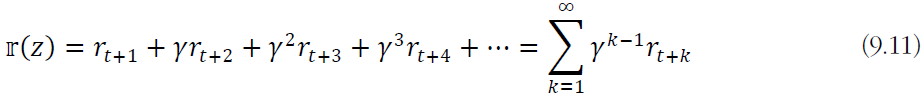 𝕣(z) = r_{t+1} + γr_{t+2} + γ^2 r_{t+3} + γ^3 r_{t+4} + ⋯ = ∑_{k=1}^{∞} γ^{k−1} r_{t+k} (9.11)